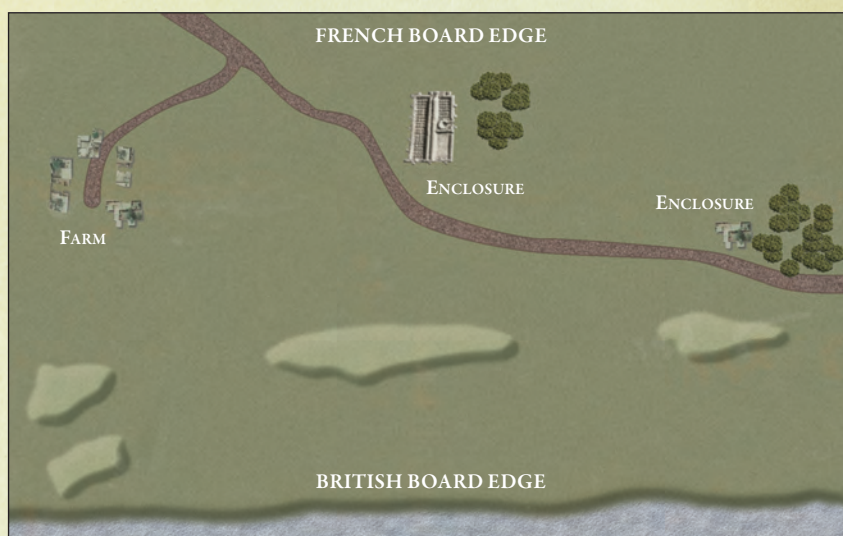 FRENCH BOARD EDGE
ENCLOSURE
ENCLOSURE
FARM
BRITISH BOARD EDGE